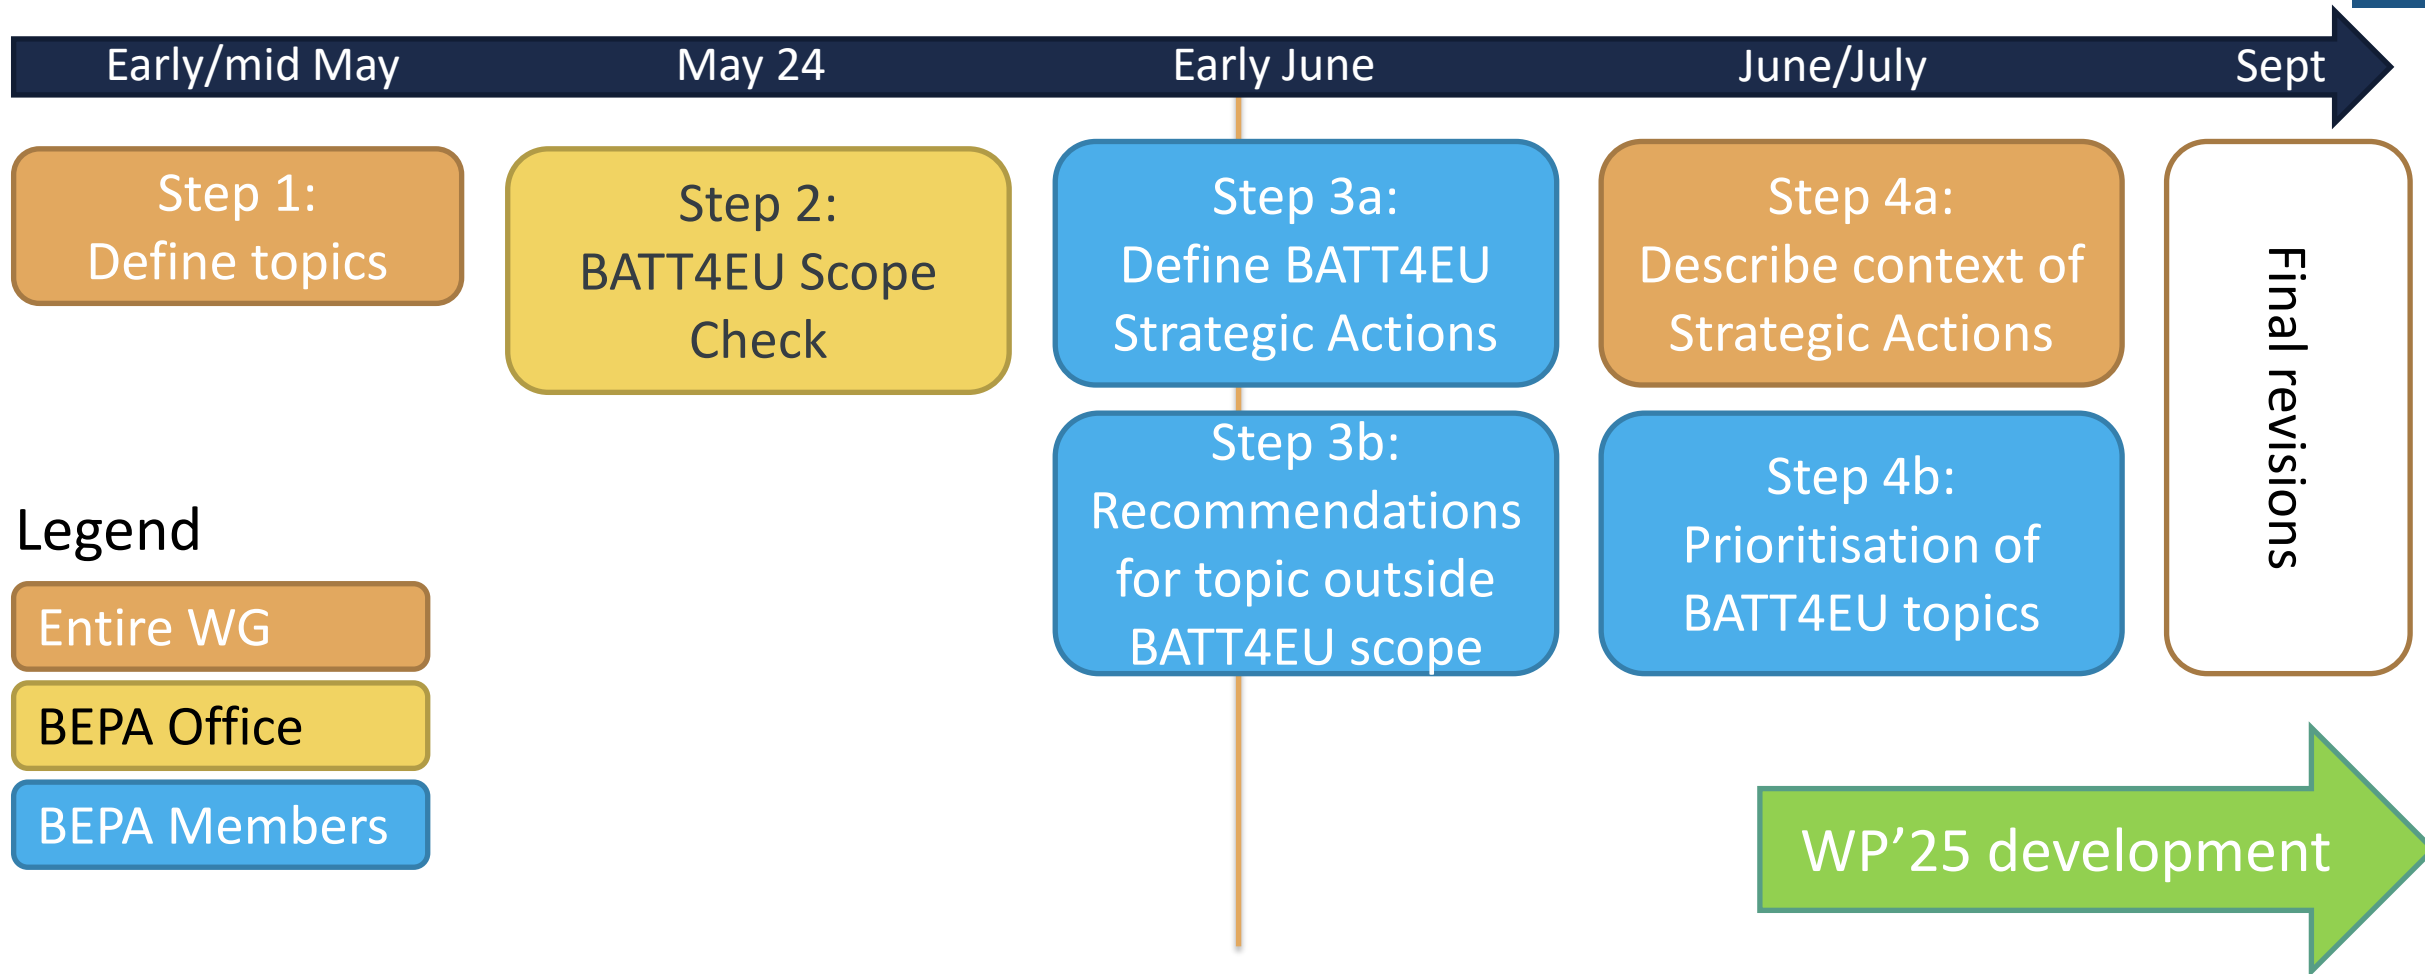 Early/mid May
May 24
Early June
June/July
Sept
Step 1:
Define topics
Step 2:
BATT4EU Scope
Check
Step 3a:
Define BATT4EU
Strategic Actions
Step 4a:
Describe context of
Strategic Actions
Final revisions
Step 3b:
Recommendations
for topic outside
BATT4EU scope
Step 4b:
Prioritisation of
BATT4EU topics
Legend
Entire WG
BEPA Office
BEPA Members
WP’25 development